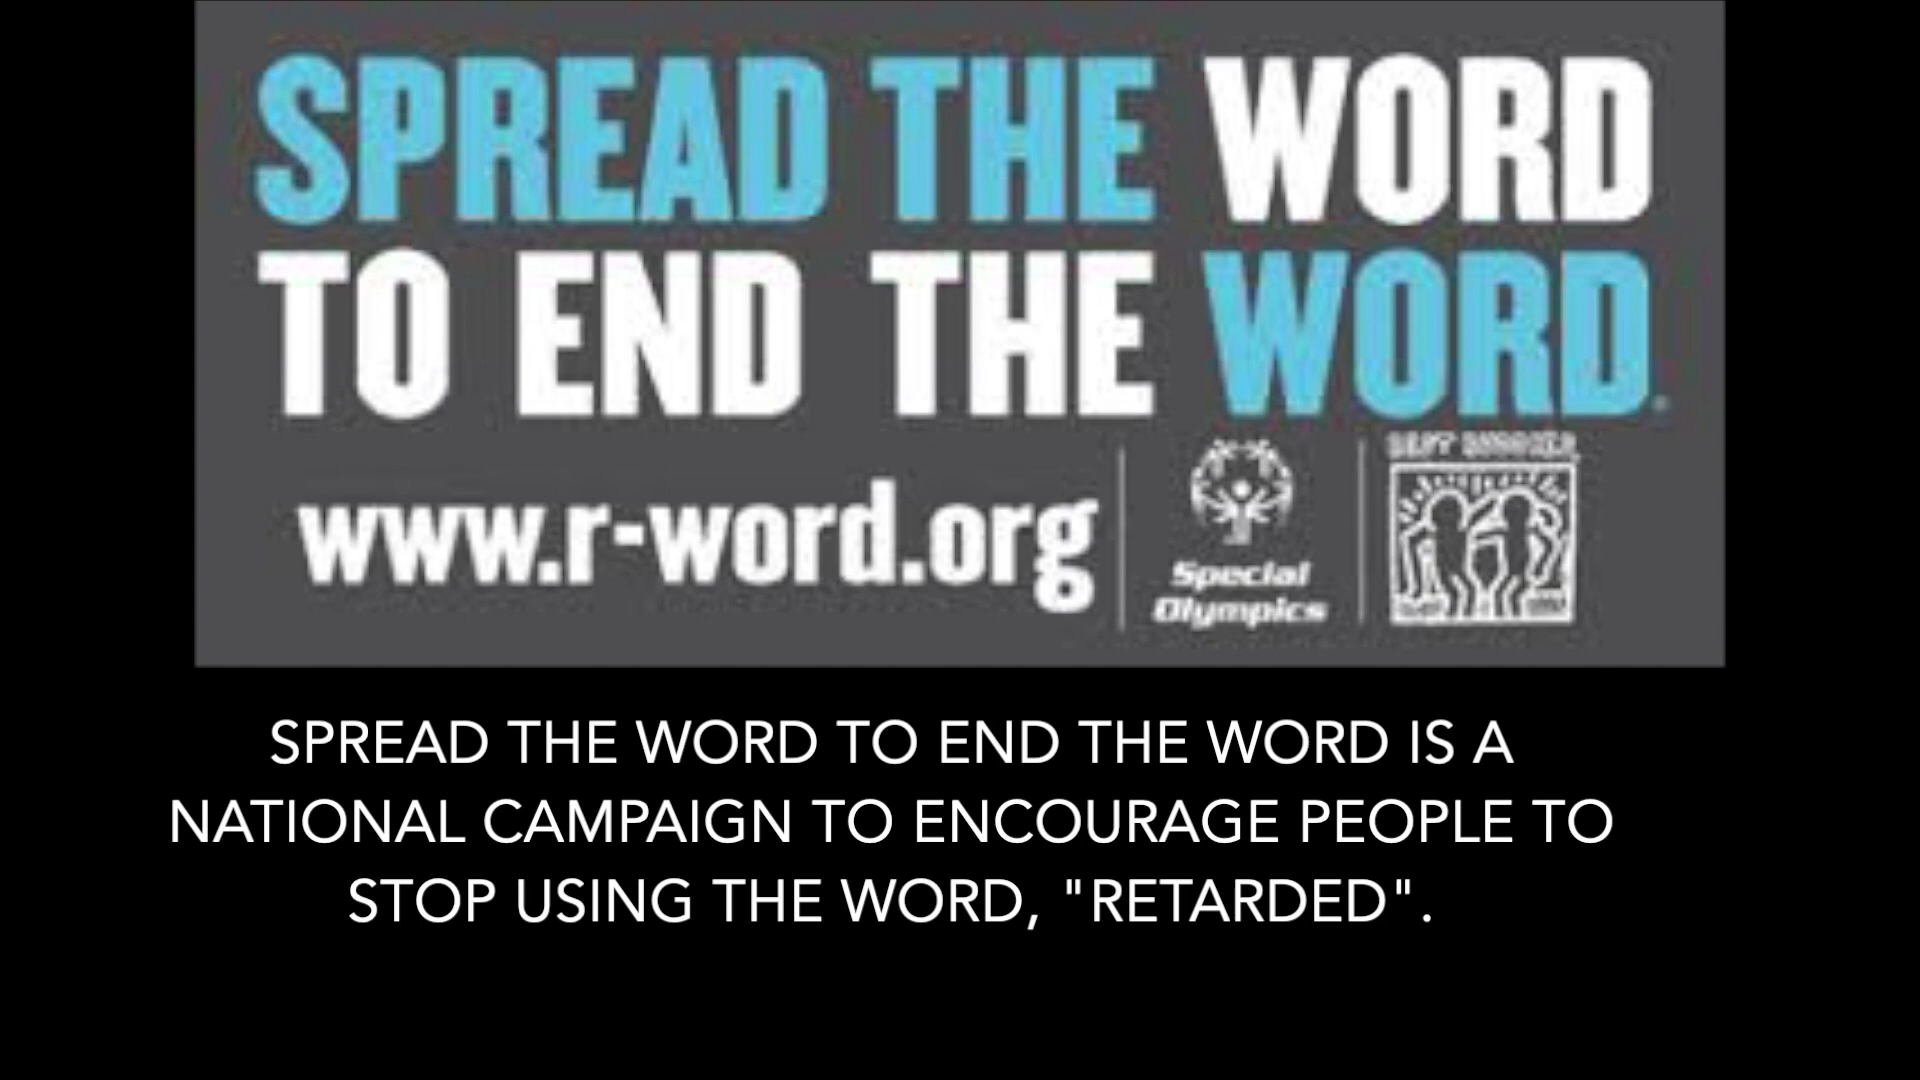 SPREAD THE WORD
TO END THE WORD
www.r-word.org
Special
Olympics
SPREAD THE WORD TO END THE WORD IS A
NATIONAL CAMPAIGN TO ENCOURAGE PEOPLE TO
STOP USING THE WORD, "RETARDED".